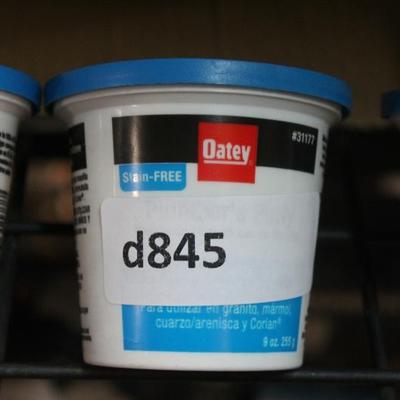 #31177
Oatey
Stain-FREE
d845
Para utilizar en granito, mármol,
cuarzo/arenisca y Corian®
9 oz. 255 g